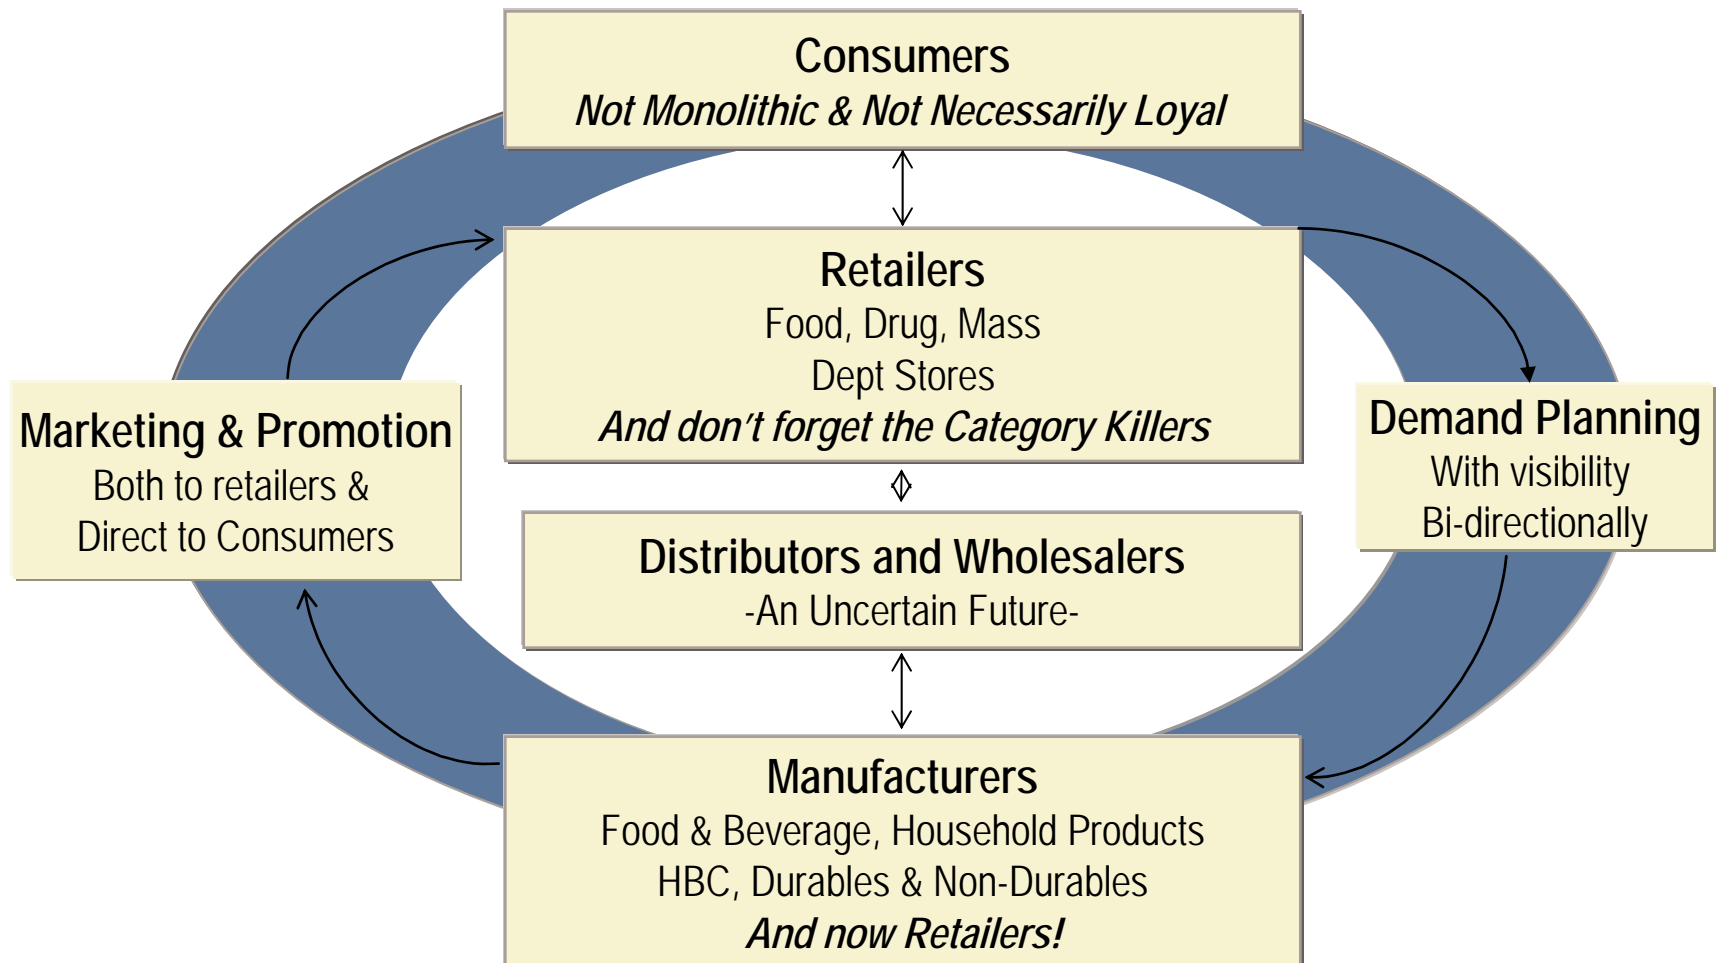 Consumers
Not Monolithic & Not Necessarily Loyal
Retailers
Food, Drug, Mass
Dept Stores
And don't forget the Category Killers
Marketing & Promotion
Both to retailers &
Direct to Consumers
Demand Planning
With visibility
Bi-directionally
Distributors and Wholesalers
-An Uncertain Future-
Manufacturers
Food & Beverage, Household Products
HBC, Durables & Non-Durables
And now Retailers!